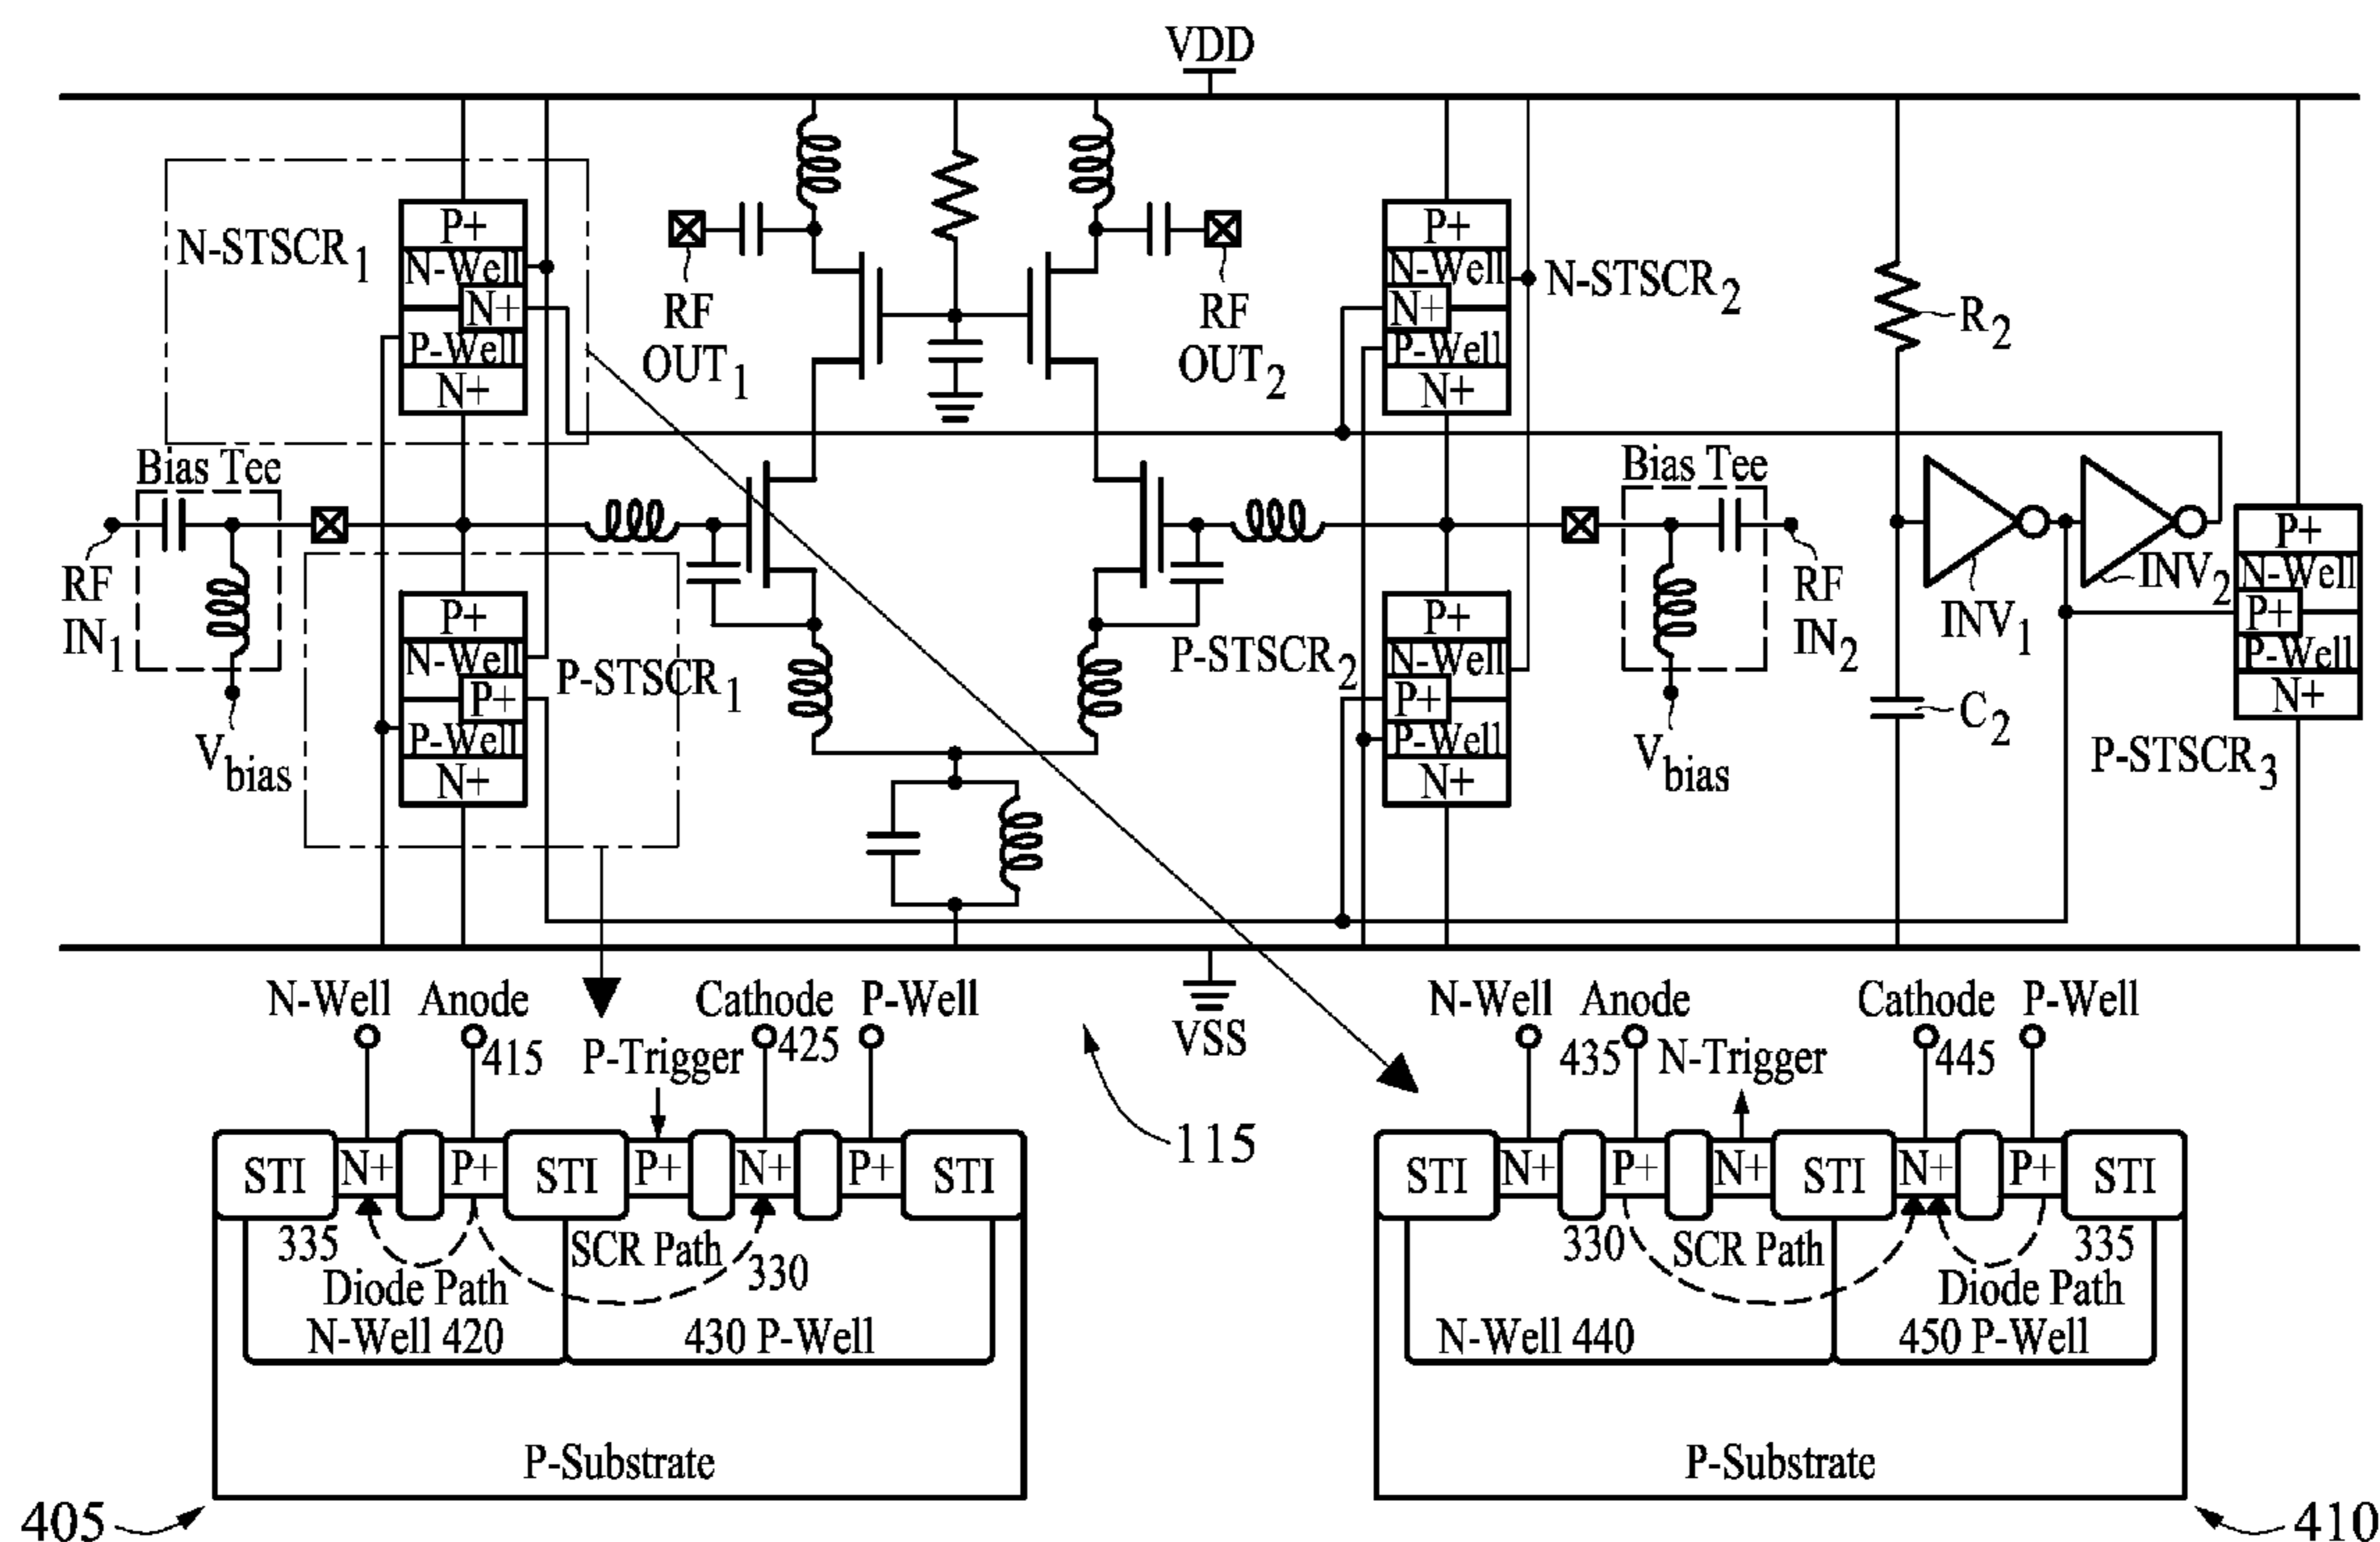 VDD
P+
N-Well
N+
P-Well
N+
N-STSCR1
RF
OUT1
RF
OUT2
P+
N-Well
N+
P-Well
N+
N-STSCR2
R2
Bias Tee
RF
IN1
Vbias
P+
N-Well
P+
P-Well
N+
P-STSCR1
P-STSCR2
P+
N-Well
P+
P-Well
N+
Bias Tee
RF
IN2
Vbias
INV1
INV2
C2
P+
N-Well
P+
P-Well
N+
P-STSCR3
VSS
115
N-Well
Anode
415
P-Trigger
Cathode
425
P-Well
STI
N+
P+
STI
P+
N+
P+
STI
335
Diode Path
SCR Path
330
N-Well 420
430 P-Well
P-Substrate
405
N-Well
Anode
435
N-Trigger
Cathode
445
P-Well
STI
N+
P+
N+
STI
N+
P+
STI
330
SCR Path
335
Diode Path
N-Well 440
450 P-Well
P-Substrate
410